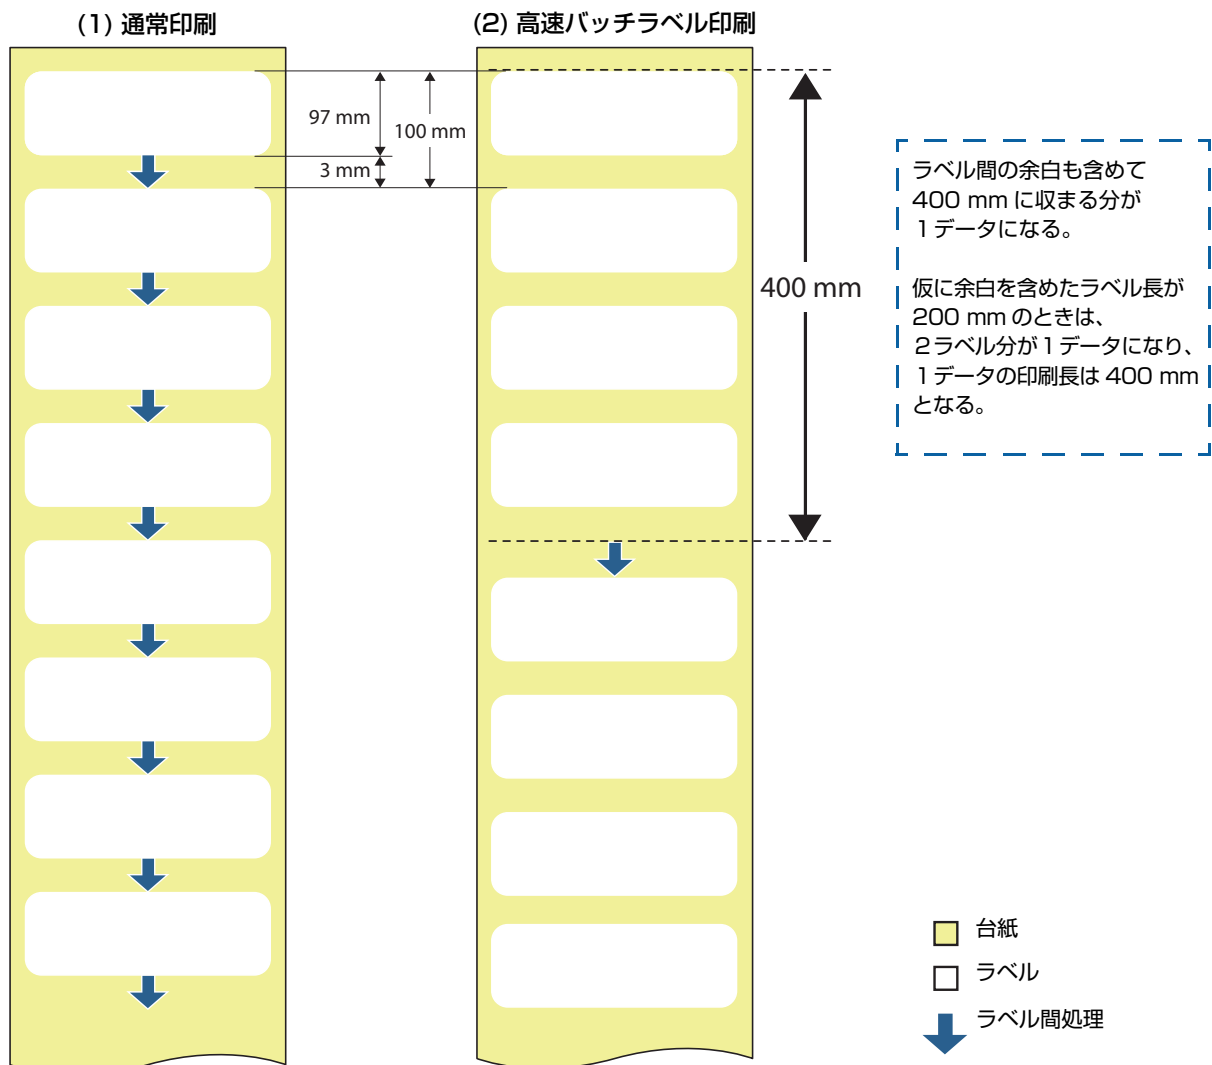 (1) 通常印刷
(2) 高速バッチラベル印刷
97 mm
100 mm
3 mm
400 mm
ラベル間の余白も含めて
400 mm に収まる分が
1データになる。
仮に余白を含めたラベル長が
200 mm のときは、
2ラベル分が1データになり、
1データの印刷長は 400 mm
となる。
台紙
ラベル
ラベル間処理